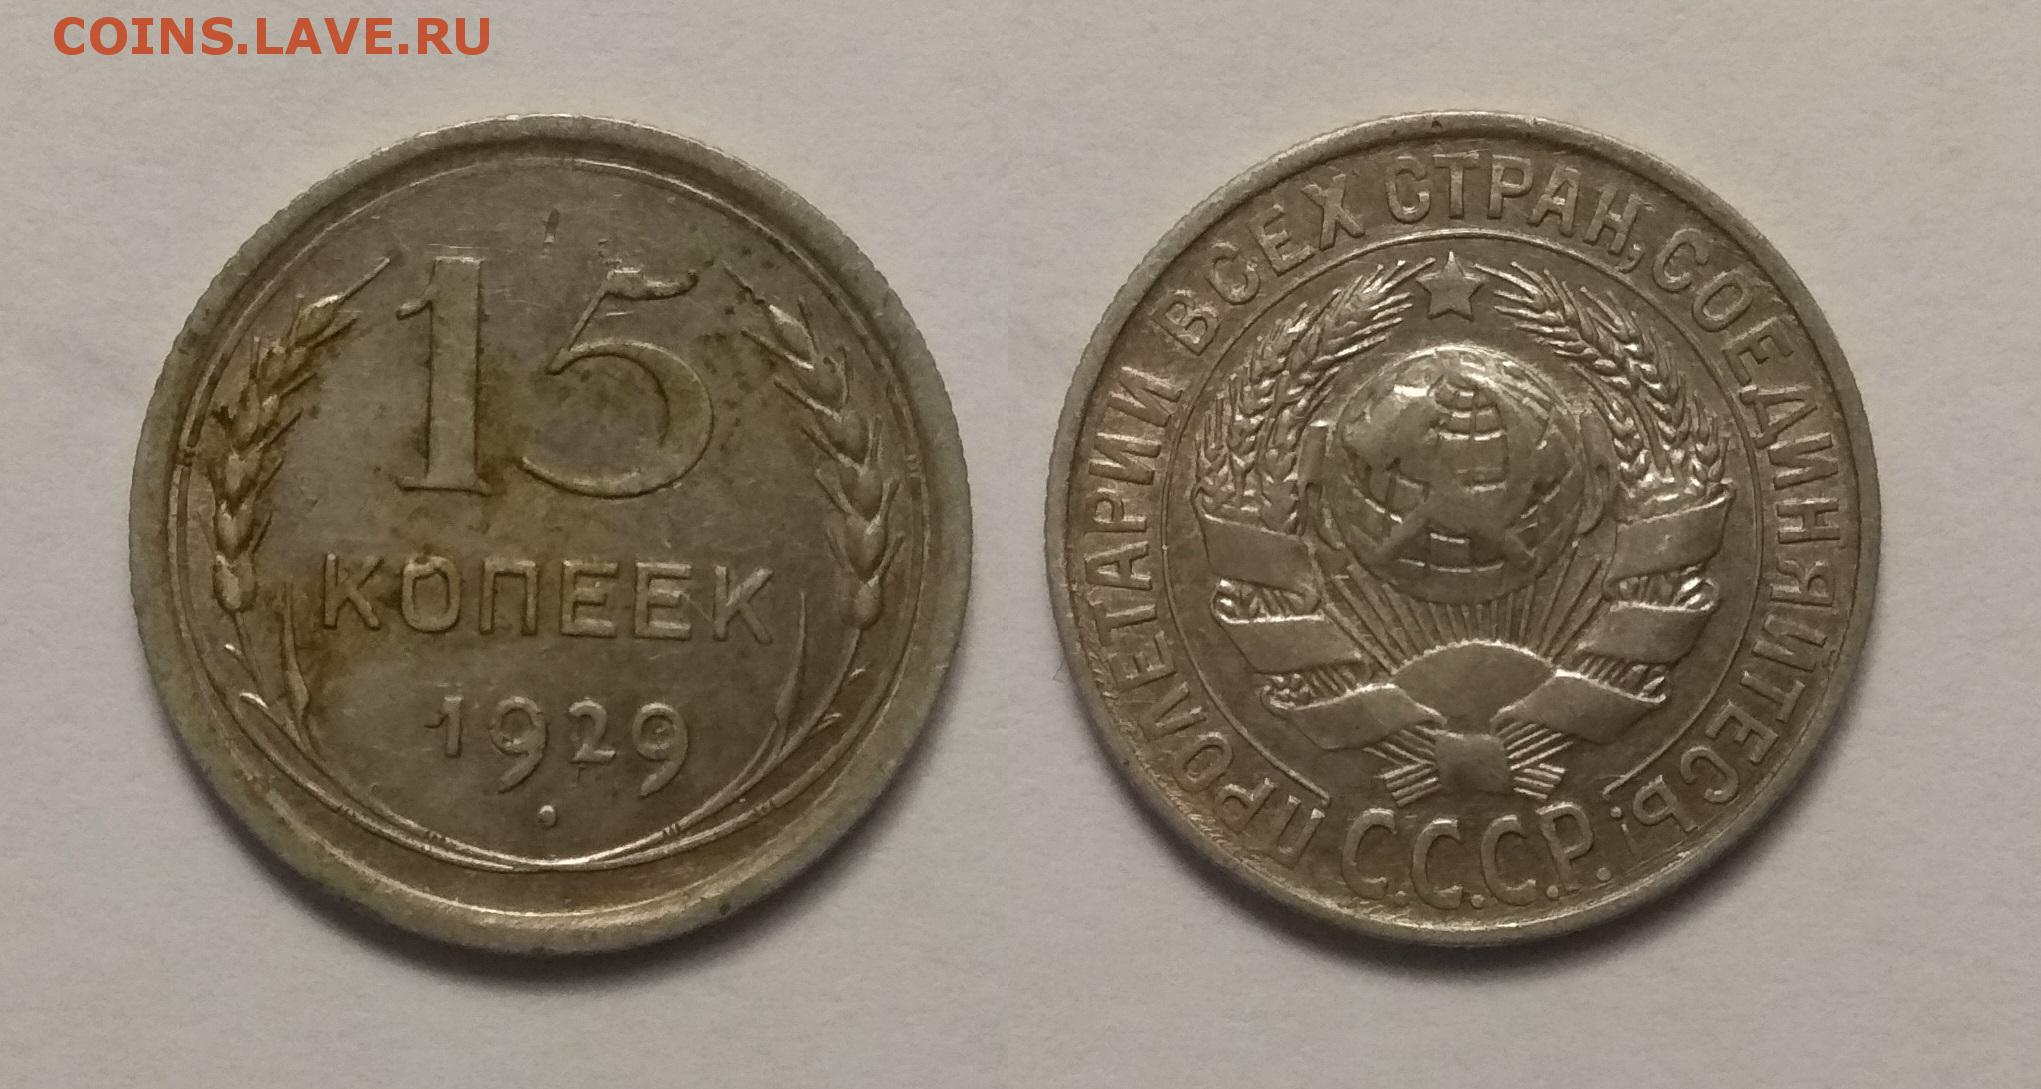 COINS.LAVE.RU
15
КОПЕЕК
1929
ПРОЛЕТАРИИ ВСЕХ СТРАН, СОЕДИНЯЙТЕСЬ!
С.С.С.Р.